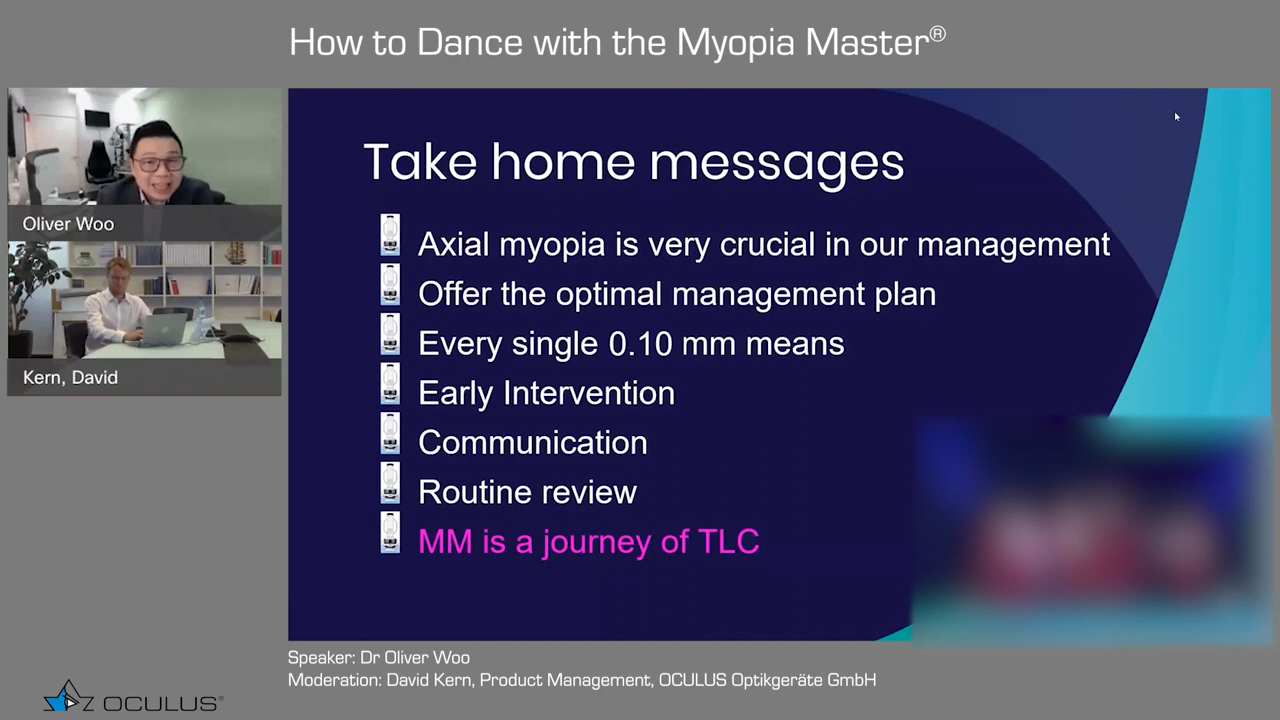 How to Dance with the Myopia Master®
Oliver Woo
Kern, David
Take home messages
Axial myopia is very crucial in our management
Offer the optimal management plan
Every single 0.10 mm means
Early Intervention
Communication
Routine review
MM is a journey of TLC
Speaker: Dr Oliver Woo
Moderation: David Kern, Product Management, OCULUS Optikgeräte GmbH
OCULUS®